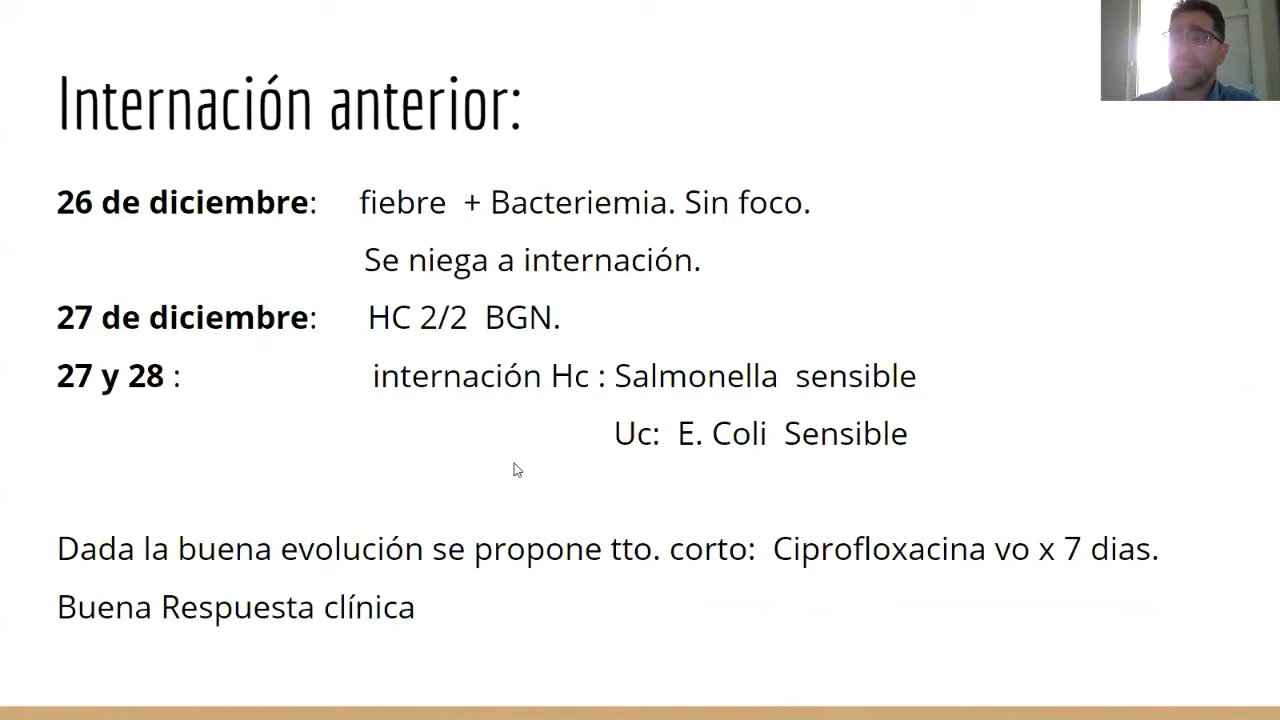 Internación anterior:
26 de diciembre: fiebre + Bacteriemia. Sin foco.
Se niega a internación.
27 de diciembre: HC 2/2 BGN.
27 y 28 : internación Hc : Salmonella sensible
Uc: E. Coli Sensible
Dada la buena evolución se propone tto. corto: Ciprofloxacina vo x 7 dias.
Buena Respuesta clínica